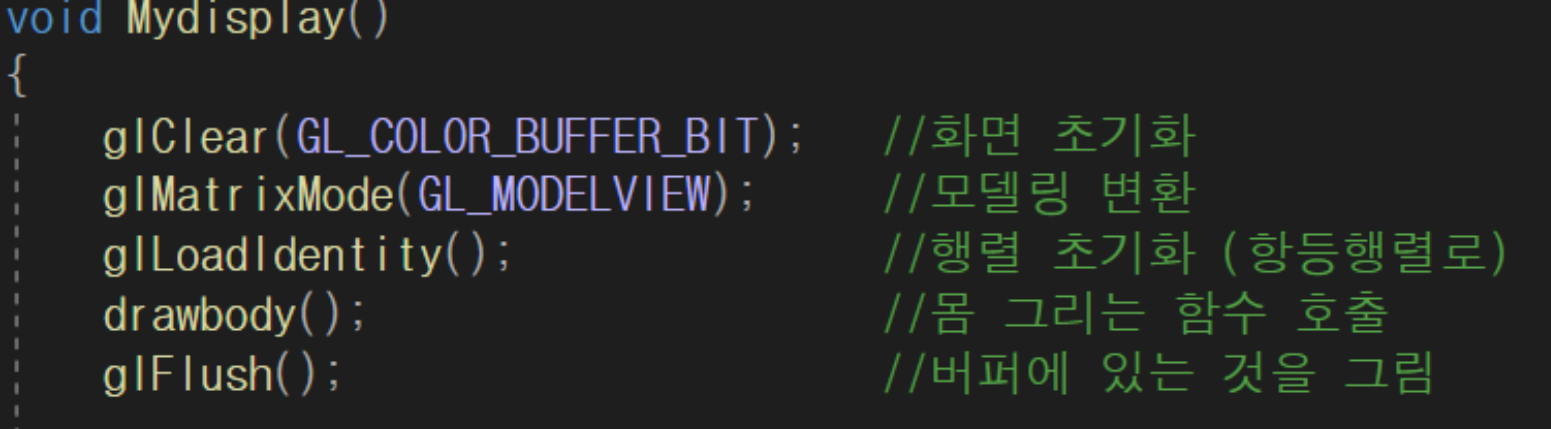 void Mydisplay()
{
glClear(GL_COLOR_BUFFER_BIT); //화면 초기화
glMatrixMode(GL_MODELVIEW); //모델링 변환
glLoadIdentity(); //행렬 초기화 (항등행렬로)
drawbody(); //몸 그리는 함수 호출
glFlush(); //버퍼에 있는 것을 그림